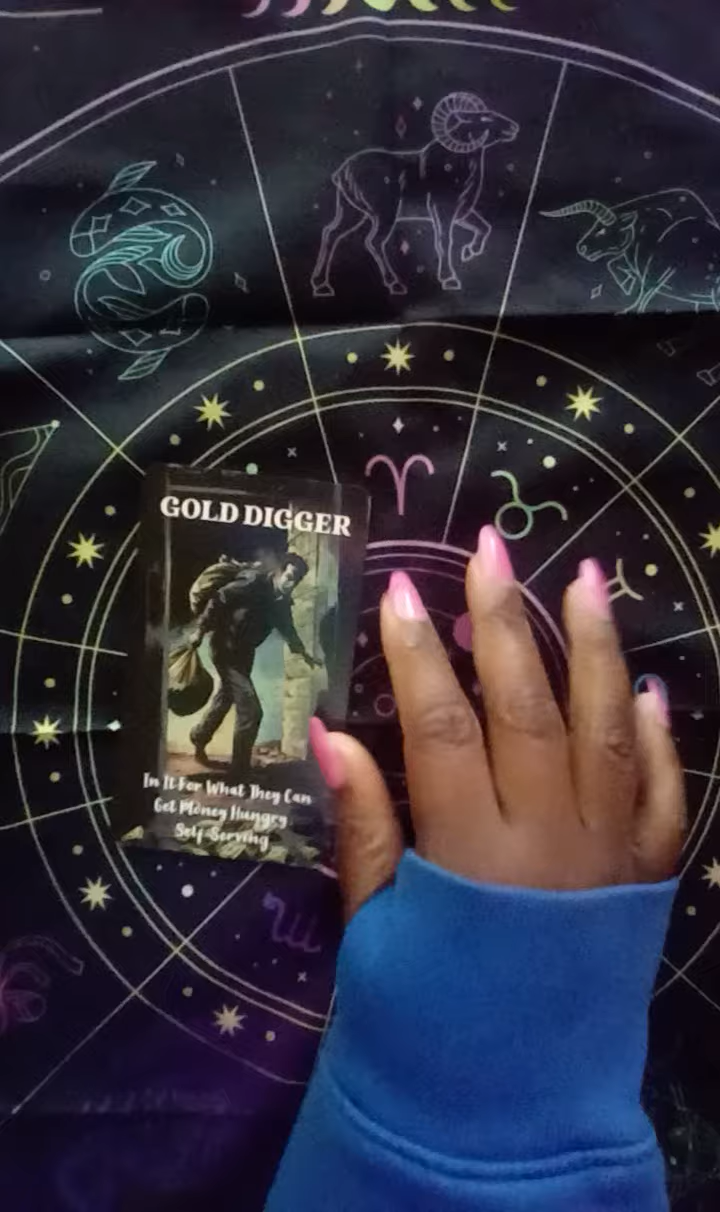 GOLD DIGGER
In It For What They Can
Get Money Hungry
Self-Serving